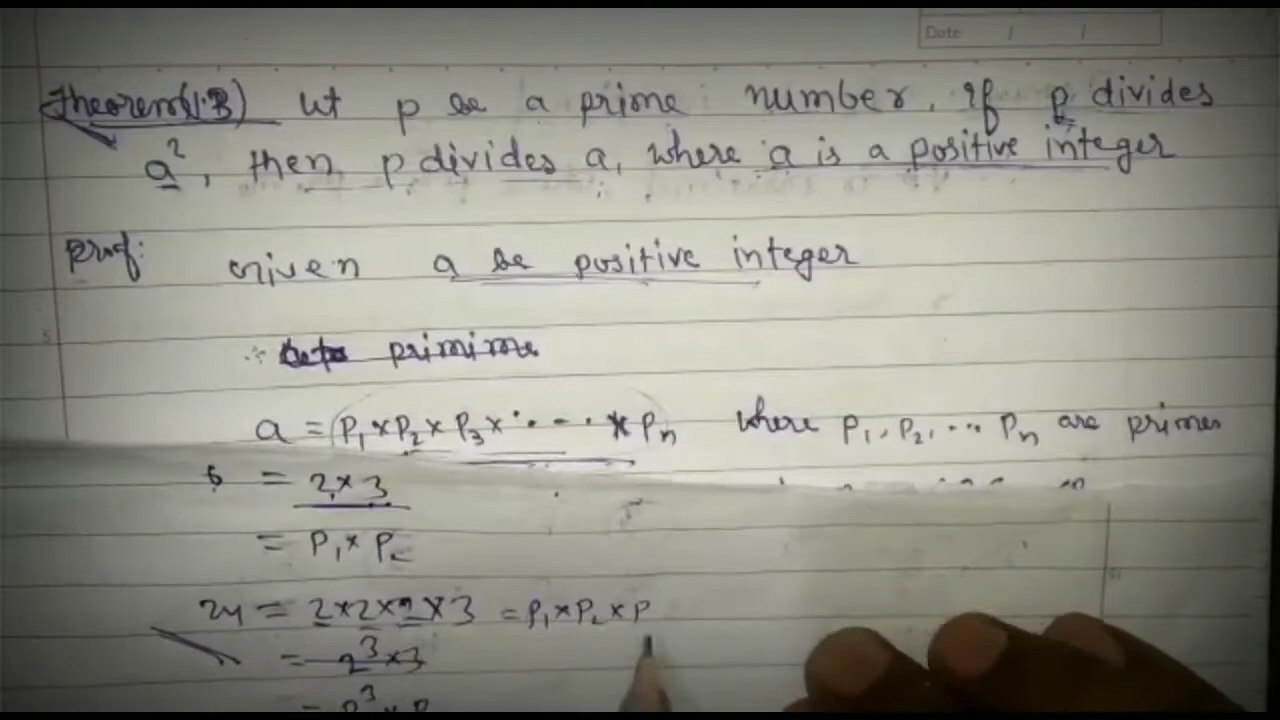 Date / /
Theorem(1.3) Let p be a prime number. If p divides
a², then p divides a, where a is a positive integer
Proof:
Given a be positive integer
a = p₁ × p₂ × p₃ × ..... × pₙ where p₁, p₂, ... pₙ are primes
6 = 2 × 3
= p₁ × p₂
24 = 2 × 2 × 2 × 3 = p₁ × p₂ × p
= 2³ × 3